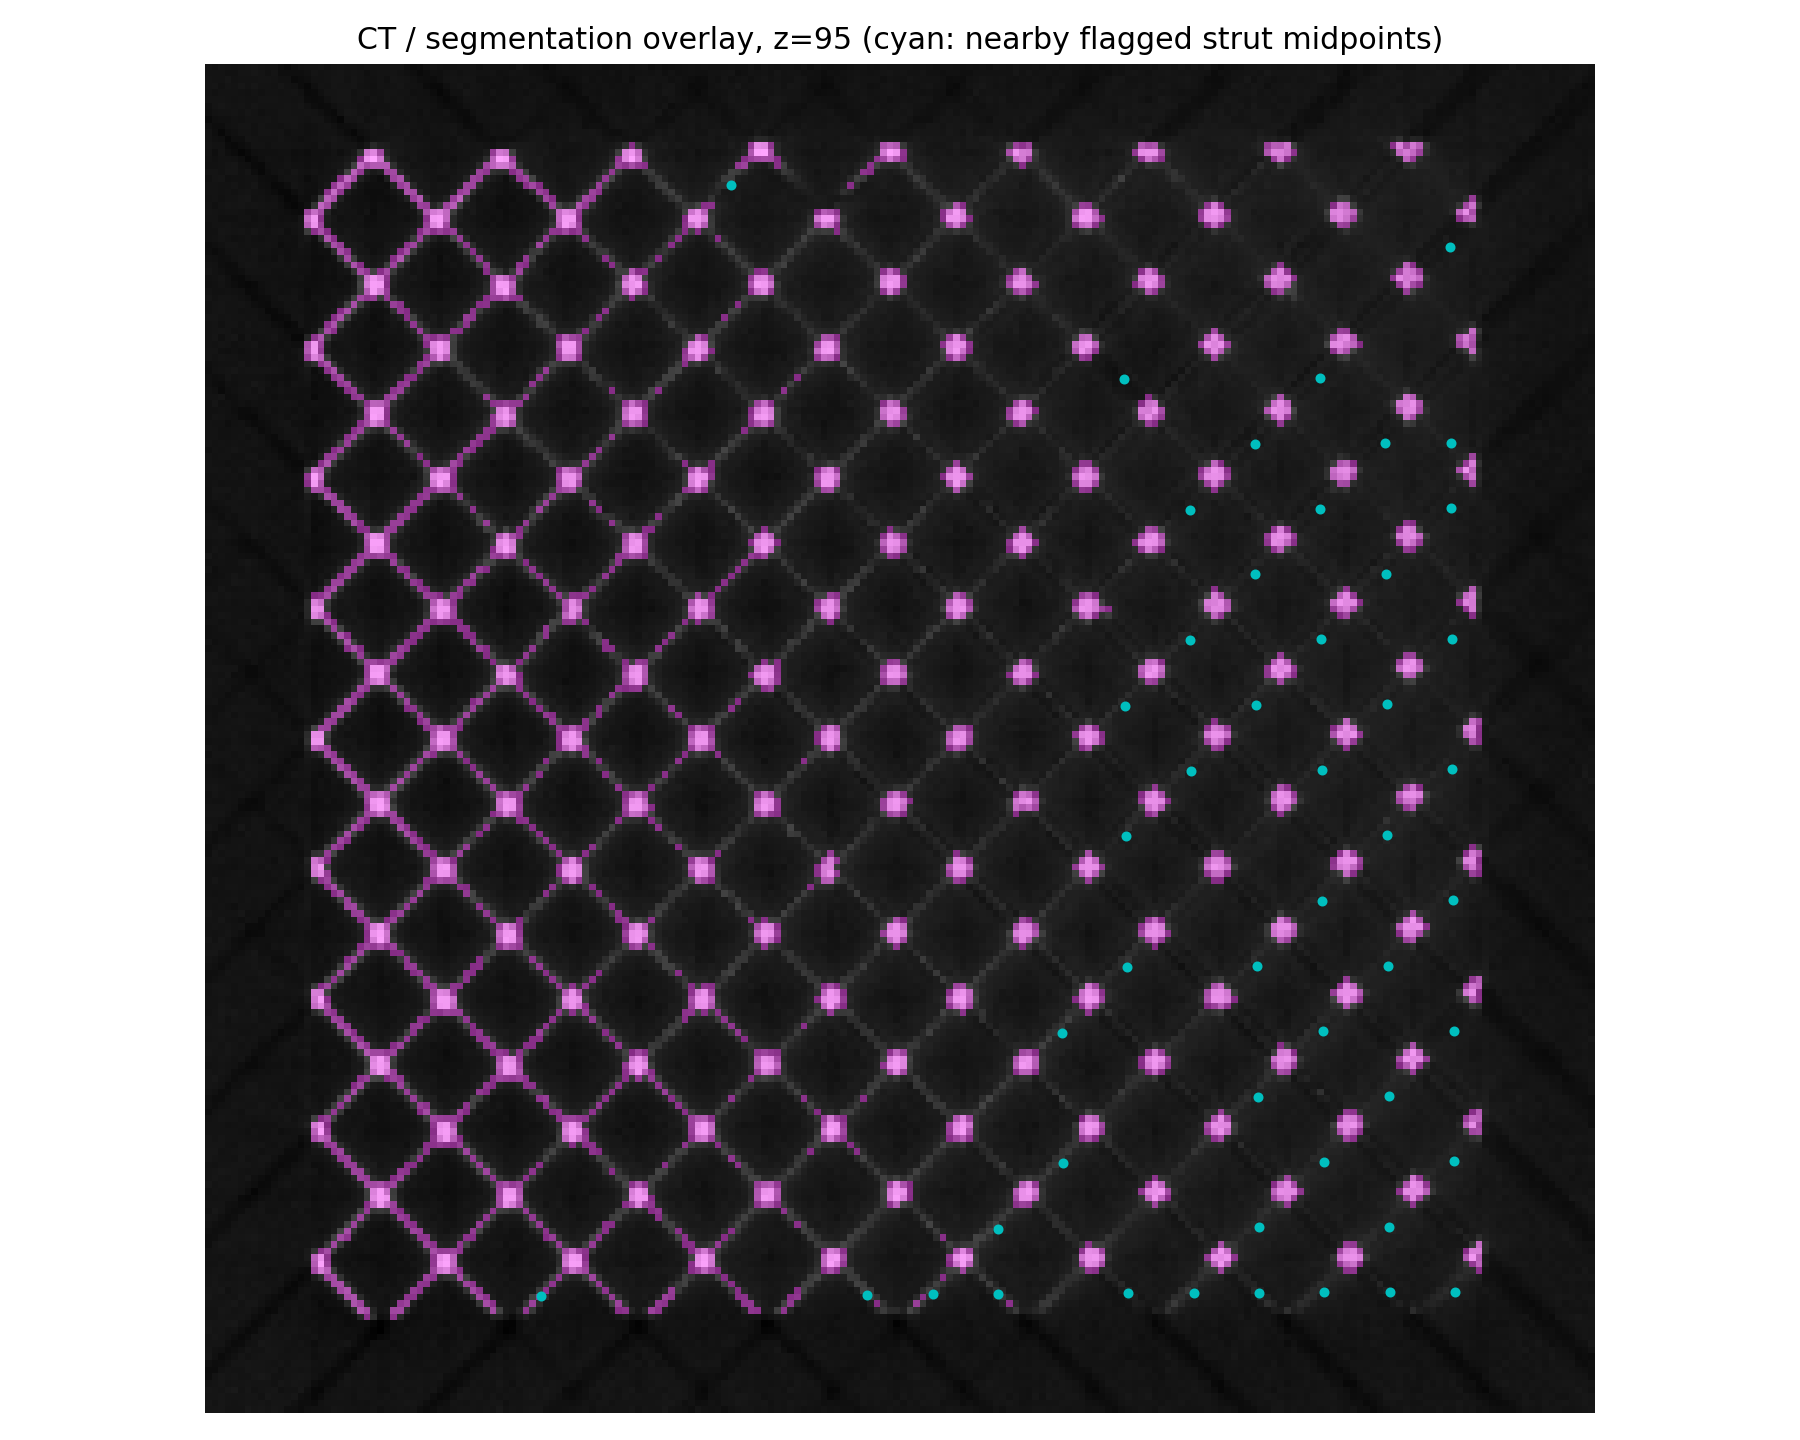 CT / segmentation overlay, z=95 (cyan: nearby flagged strut midpoints)